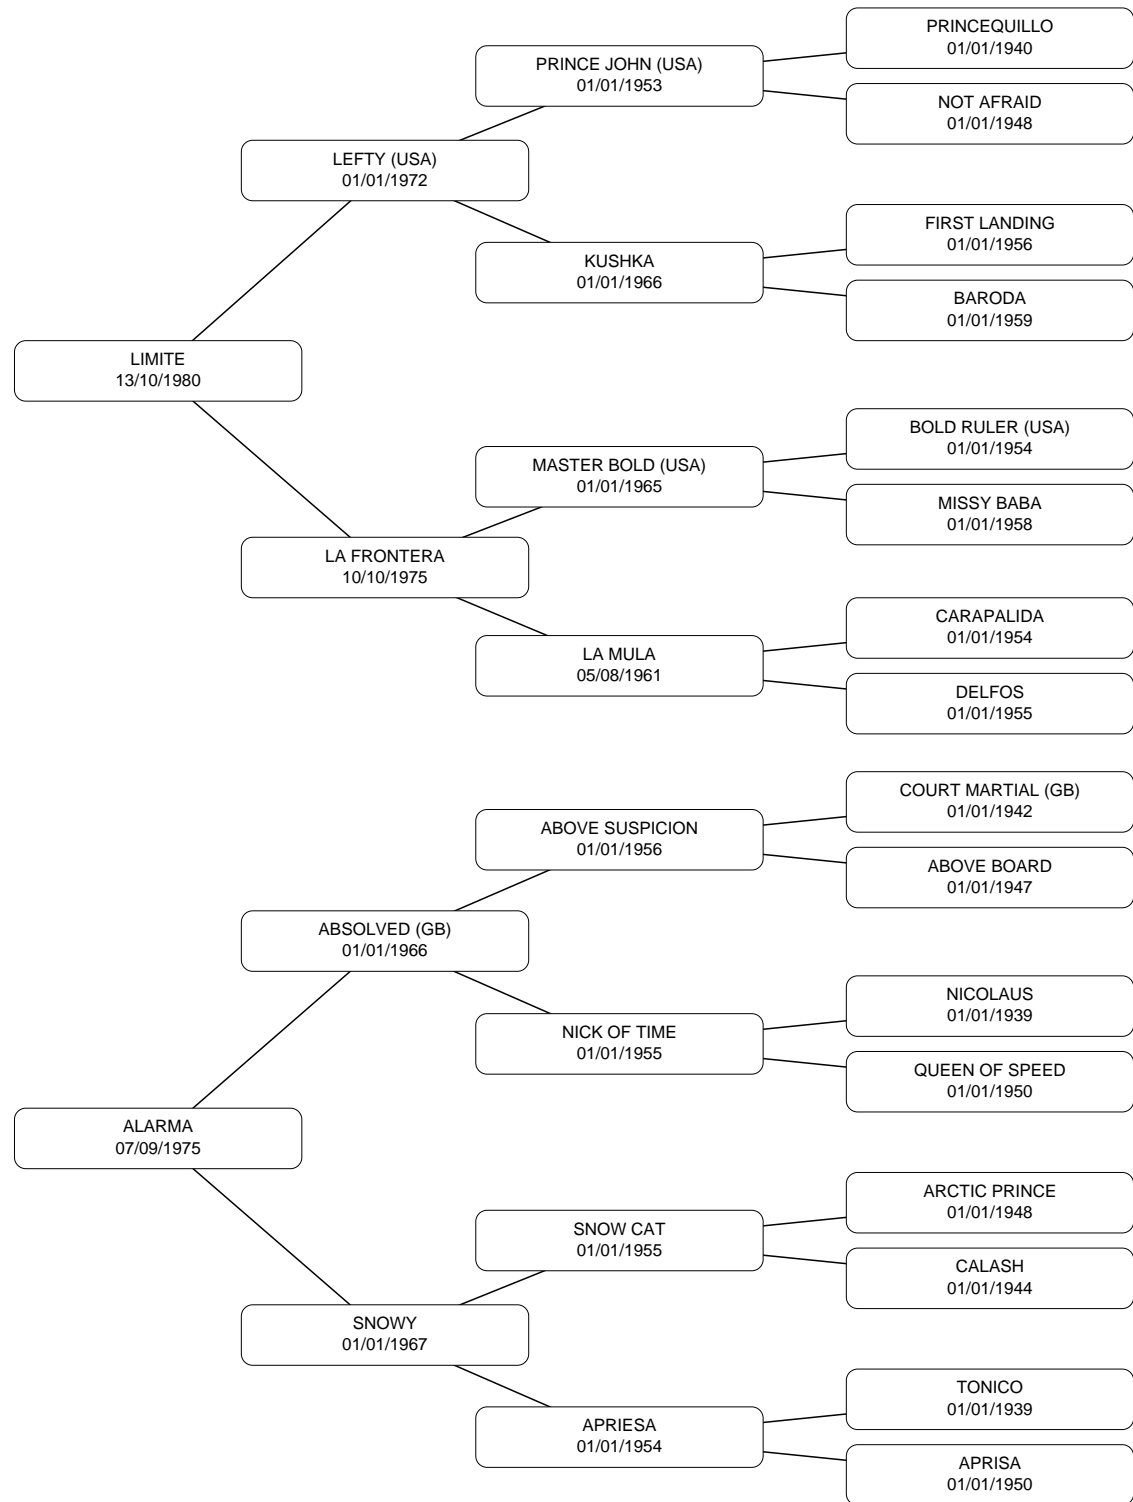 PRINCEQUILLO
01/01/1940
PRINCE JOHN (USA)
01/01/1953
NOT AFRAID
01/01/1948
LEFTY (USA)
01/01/1972
FIRST LANDING
01/01/1956
KUSHKA
01/01/1966
BARODA
01/01/1959
LIMITE
13/10/1980
BOLD RULER (USA)
01/01/1954
MASTER BOLD (USA)
01/01/1965
MISSY BABA
01/01/1958
LA FRONTERA
10/10/1975
CARAPALIDA
01/01/1954
LA MULA
05/08/1961
DELFOS
01/01/1955
COURT MARTIAL (GB)
01/01/1942
ABOVE SUSPICION
01/01/1956
ABOVE BOARD
01/01/1947
ABSOLVED (GB)
01/01/1966
NICOLAUS
01/01/1939
NICK OF TIME
01/01/1955
QUEEN OF SPEED
01/01/1950
ALARMA
07/09/1975
ARCTIC PRINCE
01/01/1948
SNOW CAT
01/01/1955
CALASH
01/01/1944
SNOWY
01/01/1967
TONICO
01/01/1939
APRIESA
01/01/1954
APRISA
01/01/1950